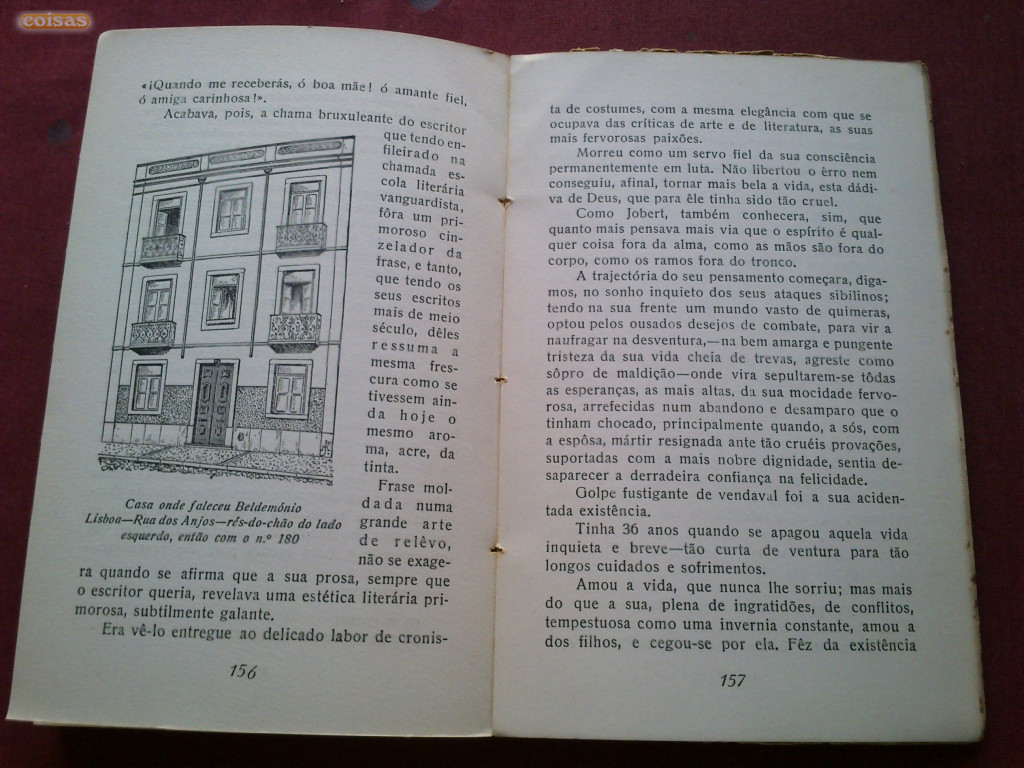 coisas
«¡Quando me receberás, ó boa mãe! ó amante fiel,
ó amiga carinhosa!».
Acabava, pois, a chama bruxuleante do escritor
que tendo en-
fileirado na
chamada es-
cola literária
vanguardista,
fôra um pri-
moroso cin-
zelador da
frase, e tanto,
que tendo os
seus escritos
mais de meio
século, dêles
ressuma a
mesma fres-
cura como se
tivessem ain-
da hoje o
mesmo aro-
ma, acre, da
tinta.
Frase mol-
dada numa
grande arte
de relêvo,
não se exage-
Casa onde faleceu Beldemónio
Lisboa—Rua dos Anjos—rés-do-chão do lado
esquerdo, então com o n.º 180
ra quando se afirma que a sua prosa, sempre que
o escritor queria, revelava uma estética literária pri-
morosa, subtilmente galante.
Era vê-lo entregue ao delicado labor de cronis-
156
ta de costumes, com a mesma elegância com que se
ocupava das críticas de arte e de literatura, as suas
mais fervorosas paixões.
Morreu como um servo fiel da sua consciência
permanentemente em luta. Não libertou o êrro nem
conseguiu, afinal, tornar mais bela a vida, esta dádi-
va de Deus, que para êle tinha sido tão cruel.
Como Jobert, também conhecera, sim, que
quanto mais pensava mais via que o espírito é qual-
quer coisa fora da alma, como as mãos são fora do
corpo, como os ramos fora do tronco.
A trajectória do seu pensamento começara, diga-
mos, no sonho inquieto dos seus ataques sibilinos;
tendo na sua frente um mundo vasto de quimeras,
optou pelos ousados desejos de combate, para vir a
naufragar na desventura,—na bem amarga e pungente
tristeza da sua vida cheia de trevas, agreste como
sôpro de maldição—onde vira sepultarem-se tôdas
as esperanças, as mais altas, da sua mocidade fervo-
rosa, arrefecidas num abandono e desamparo que o
tinham chocado, principalmente quando, a sós, com
a espôsa, mártir resignada ante tão cruéis provações,
suportadas com a mais nobre dignidade, sentia de-
saparecer a derradeira confiança na felicidade.
Golpe fustigante de vendaval foi a sua aciden-
tada existência.
Tinha 36 anos quando se apagou aquela vida
inquieta e breve—tão curta de ventura para tão
longos cuidados e sofrimentos.
Amou a vida, que nunca lhe sorriu; mas mais
do que a sua, plena de ingratidões, de conflitos,
tempestuosa como uma invernia constante, amou a
dos filhos, e cegou-se por ela. Fêz da existência
157